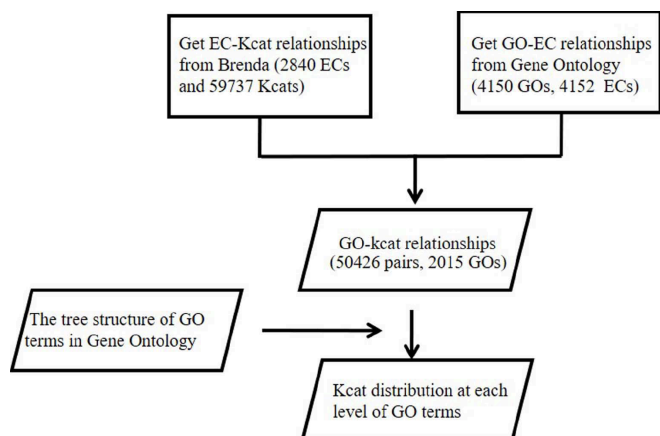 Get EC-Kcat relationships
from Brenda (2840 ECs
and 59737 Kcats)
Get GO-EC relationships
from Gene Ontology
(4150 GOs, 4152 ECs)
GO-kcat relationships
(50426 pairs, 2015 GOs)
The tree structure of GO
terms in Gene Ontology
Kcat distribution at each
level of GO terms